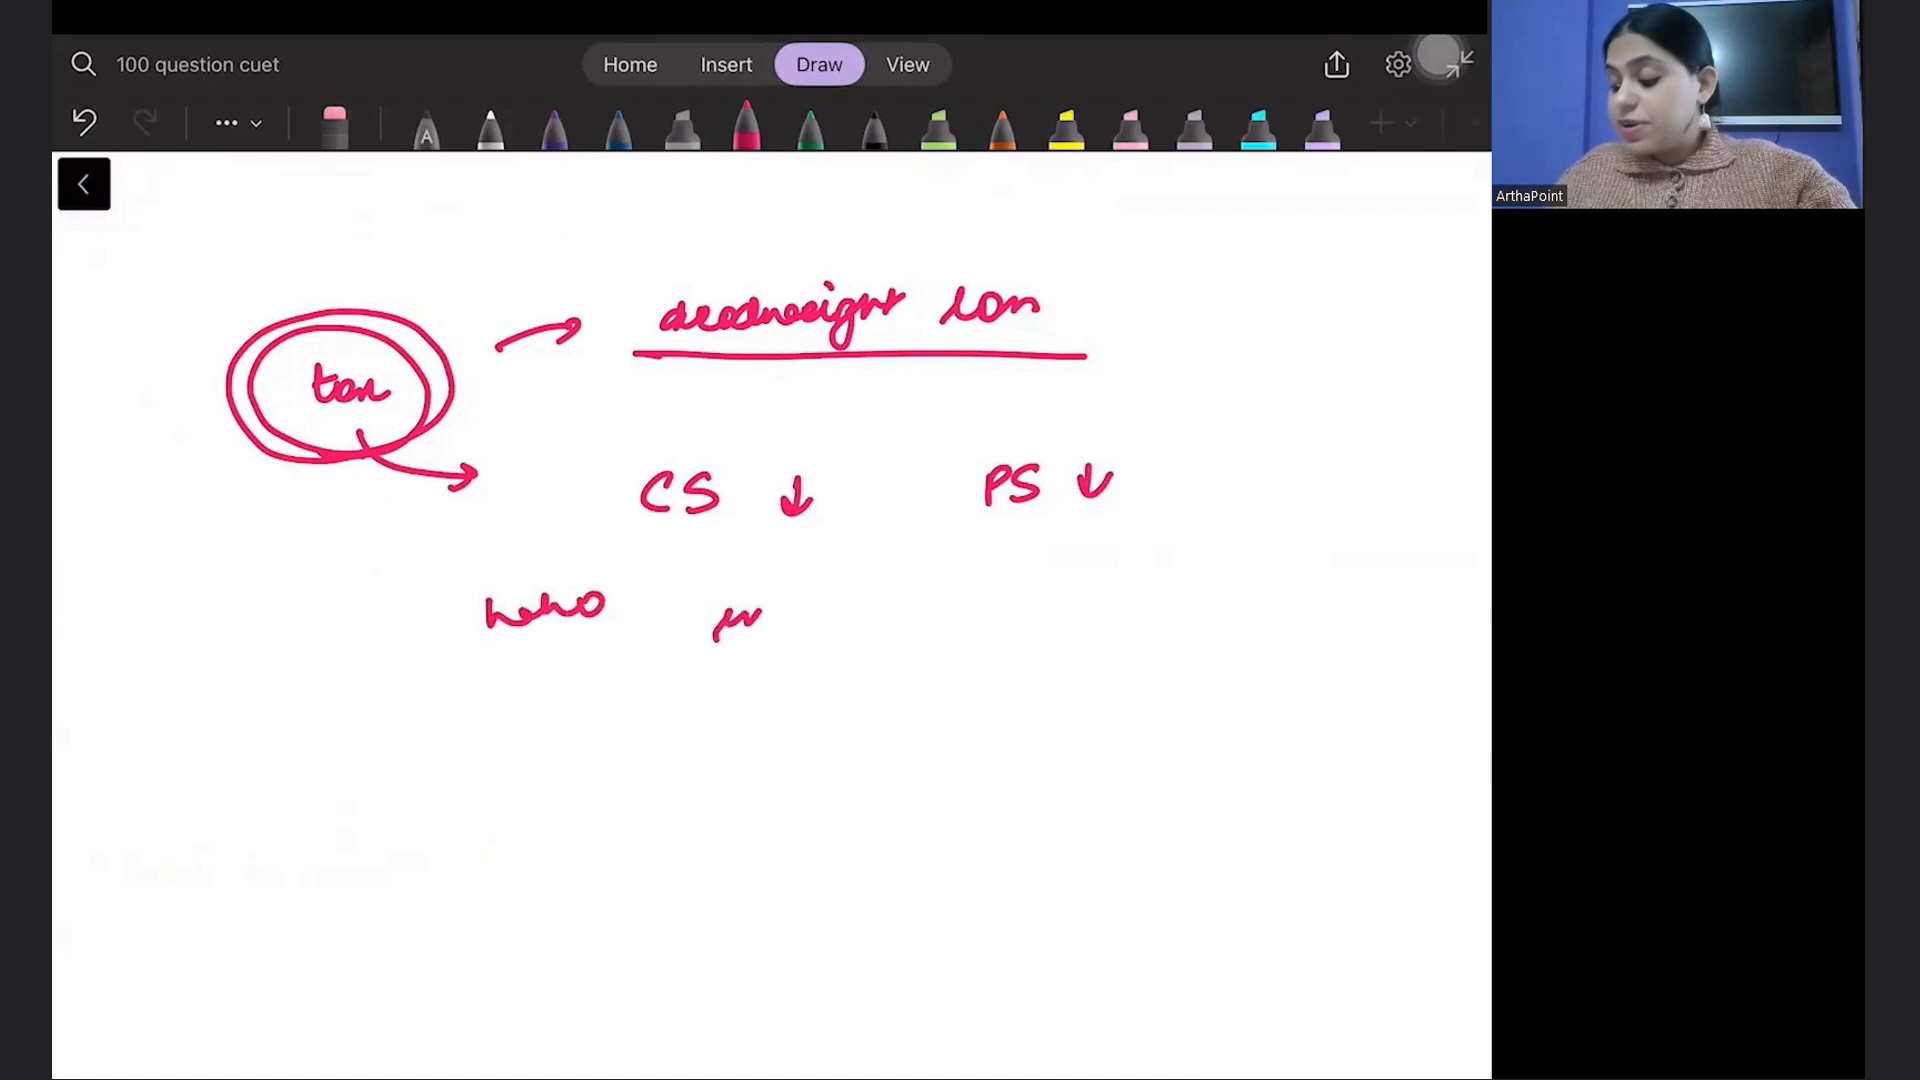 100 question cuet
Home Insert Draw View
A
ArthaPoint
deadweight loss
tax
CS ↓ PS ↓